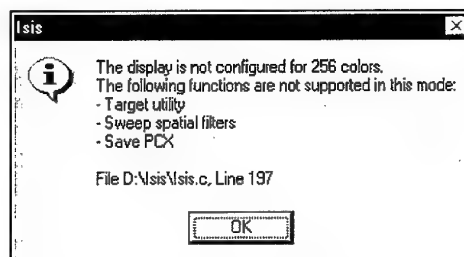 Isis
The display is not configured for 256 colors.
The following functions are not supported in this mode:
- Target utility
- Sweep spatial filters
- Save PCX
File D:\Isis\Isis.c, Line 197
OK